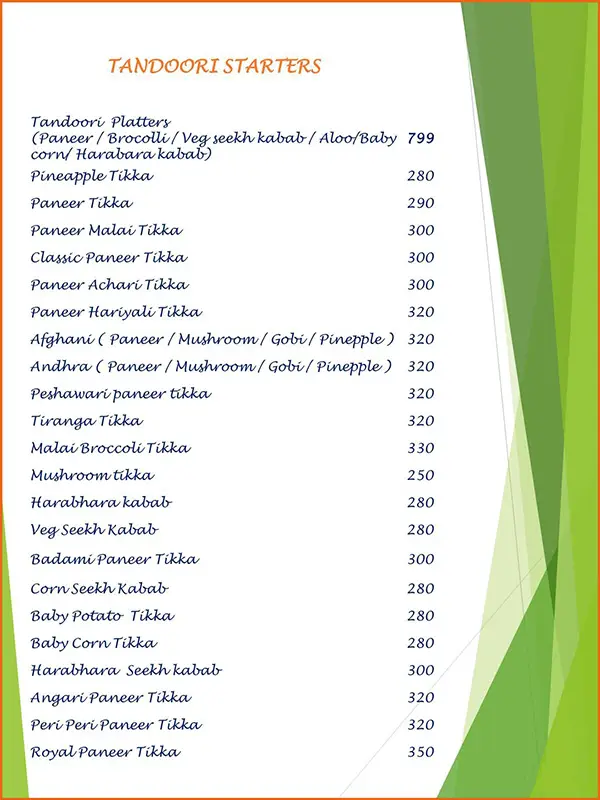 TANDOORI STARTERS
Tandoori Platters
(Paneer / Brocolli / Veg seekh kabab / Aloo/Baby 799
corn/ Harabara kabab)
Pineapple Tikka 280
Paneer Tikka 290
Paneer Malai Tikka 300
Classic Paneer Tikka 300
Paneer Achari Tikka 300
Paneer Hariyali Tikka 320
Afghani ( Paneer / Mushroom / Gobi / Pinepple ) 320
Andhra ( Paneer / Mushroom / Gobi / Pinepple ) 320
Peshawari paneer tikka 320
Tiranga Tikka 320
Malai Broccoli Tikka 330
Mushroom tikka 250
Harabhara kabab 280
Veg Seekh Kabab 280
Badami Paneer Tikka 300
Corn Seekh Kabab 280
Baby Potato Tikka 280
Baby Corn Tikka 280
Harabhara Seekh kabab 300
Angari Paneer Tikka 320
Peri Peri Paneer Tikka 320
Royal Paneer Tikka 350